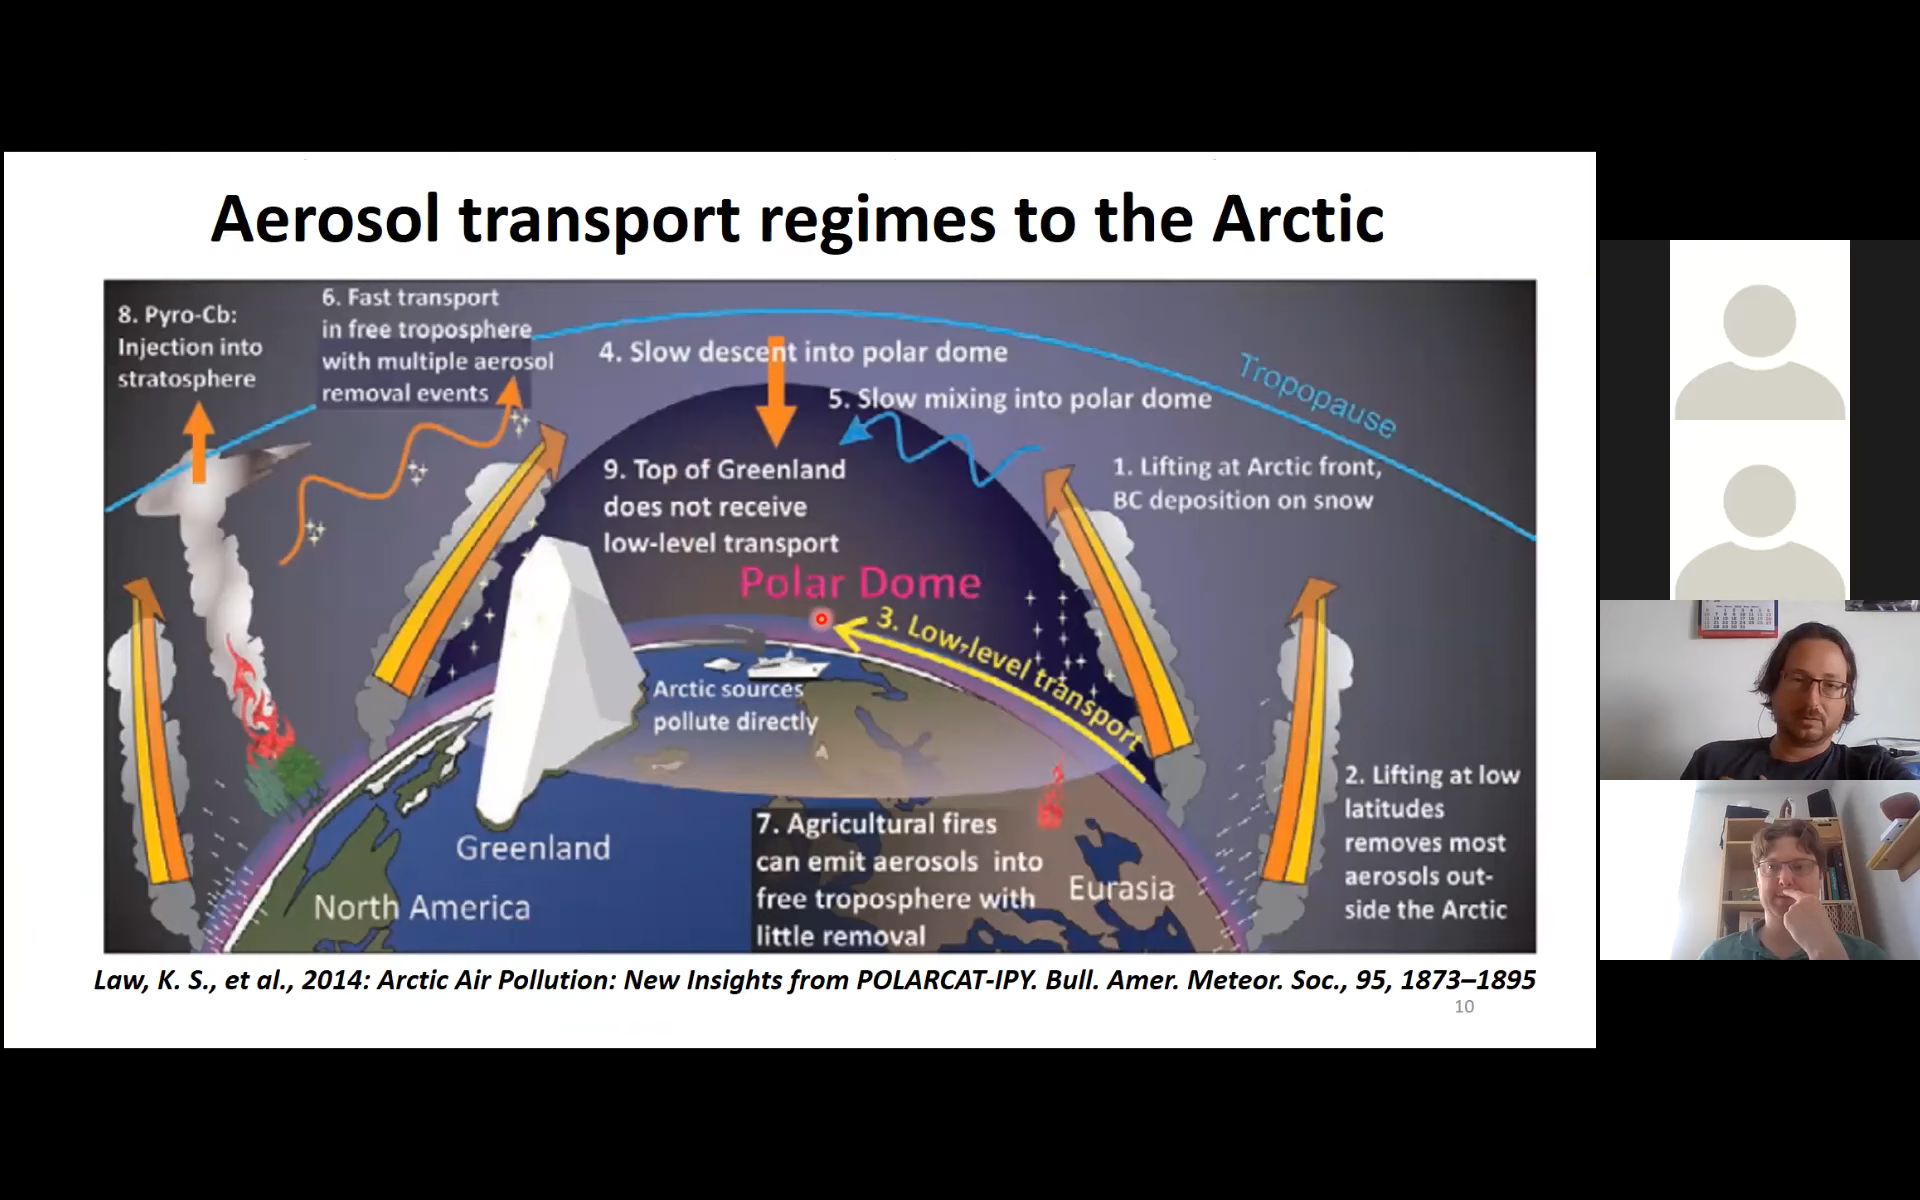 Aerosol transport regimes to the Arctic
8. Pyro-Cb:
Injection into
stratosphere
6. Fast transport
in free troposphere
with multiple aerosol
removal events
4. Slow descent into polar dome
5. Slow mixing into polar dome
Tropopause
1. Lifting at Arctic front,
BC deposition on snow
9. Top of Greenland
does not receive
low-level transport
Polar Dome
3. Low-level transport
Arctic sources
pollute directly
2. Lifting at low
latitudes
removes most
aerosols out-
side the Arctic
7. Agricultural fires
can emit aerosols into
free troposphere with
little removal
Greenland
North America
Eurasia
Law, K. S., et al., 2014: Arctic Air Pollution: New Insights from POLARCAT-IPY. Bull. Amer. Meteor. Soc., 95, 1873–1895
10